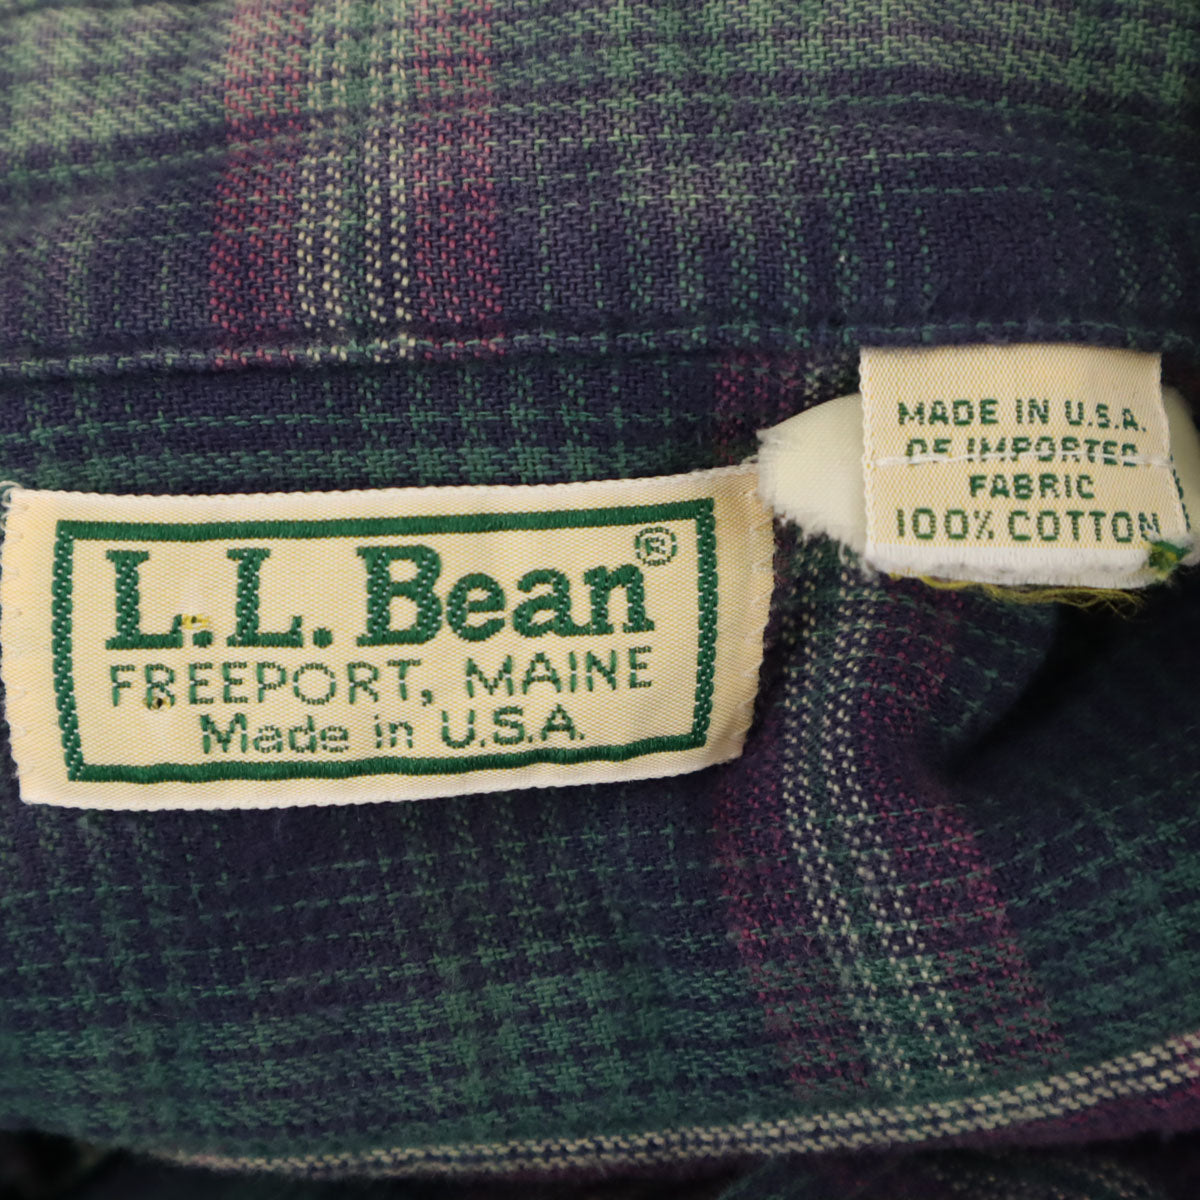 L.L.Bean®
FREEPORT, MAINE
Made in U.S.A.
MADE IN U.S.A.
OF IMPORTED
FABRIC
100% COTTON